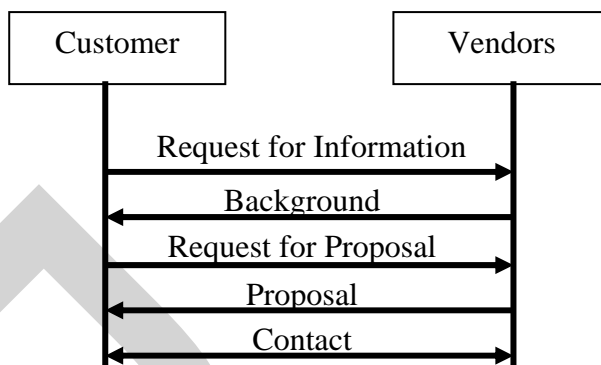 Customer
Vendors
Request for Information
Background
Request for Proposal
Proposal
Contact